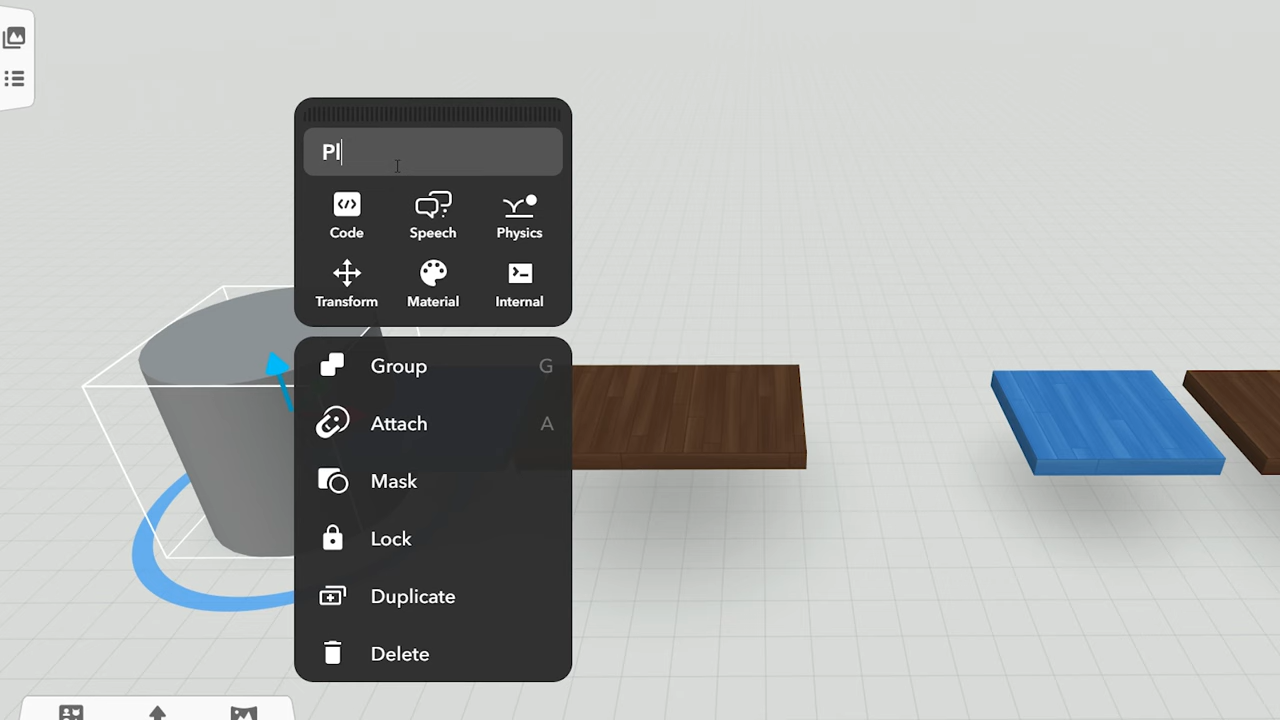 Pl
Code Speech Physics
Transform Material Internal
Group G
Attach A
Mask
Lock
Duplicate
Delete